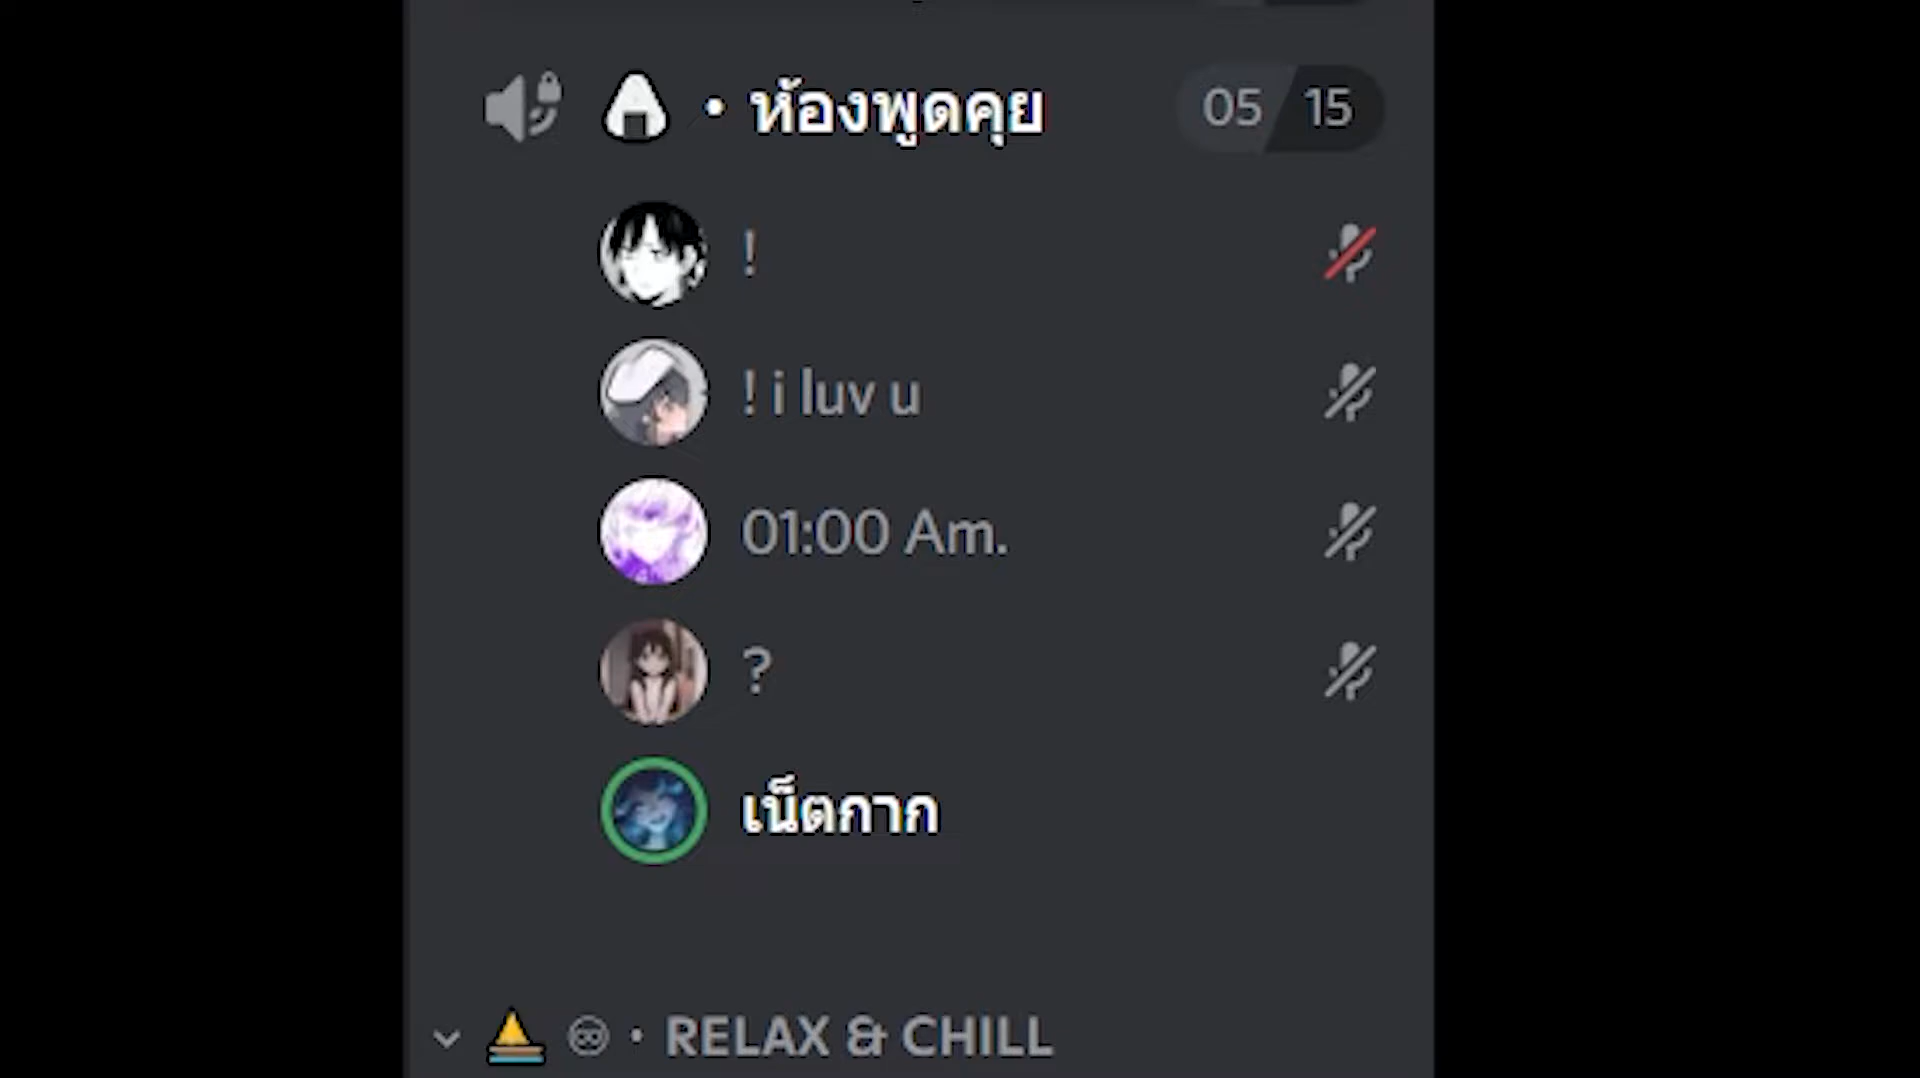 • ห้องพูดคุย 05 15
!
! i luv u
01:00 Am.
?
เน็ตกาก
• RELAX & CHILL